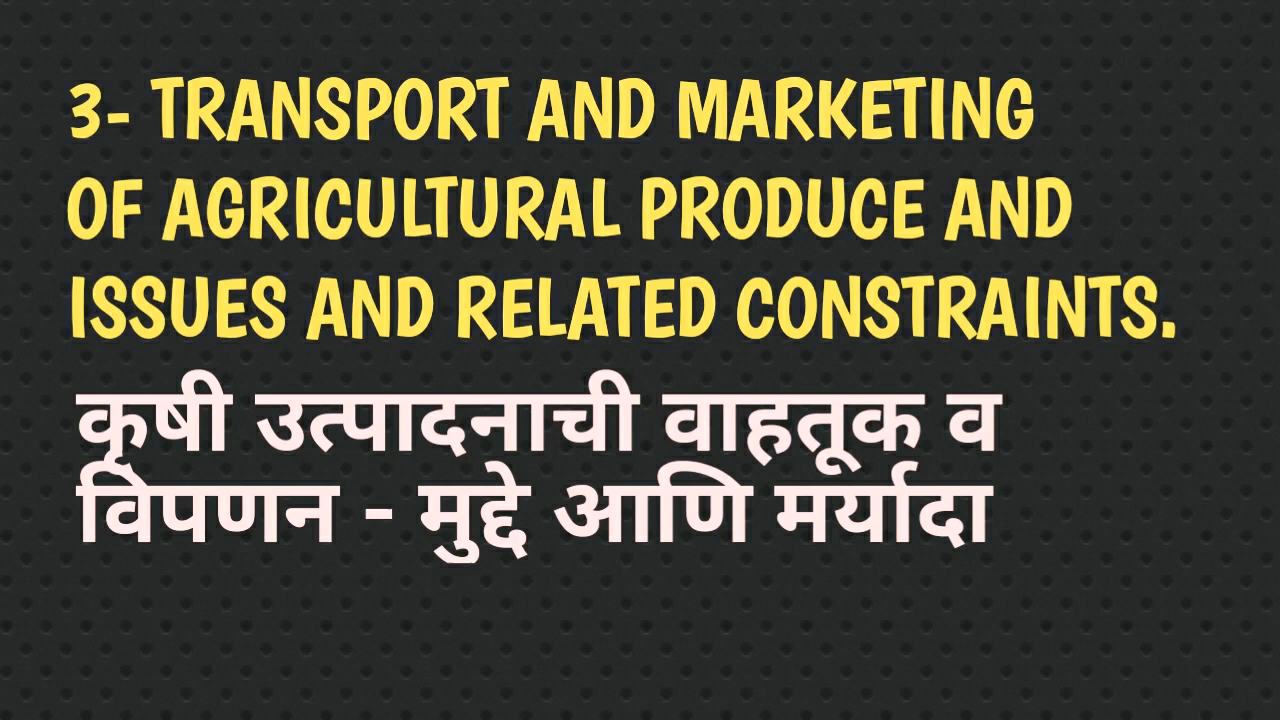 3- TRANSPORT AND MARKETING
OF AGRICULTURAL PRODUCE AND
ISSUES AND RELATED CONSTRAINTS.
कृषी उत्पादनाची वाहतूक व
विपणन - मुद्दे आणि मर्यादा